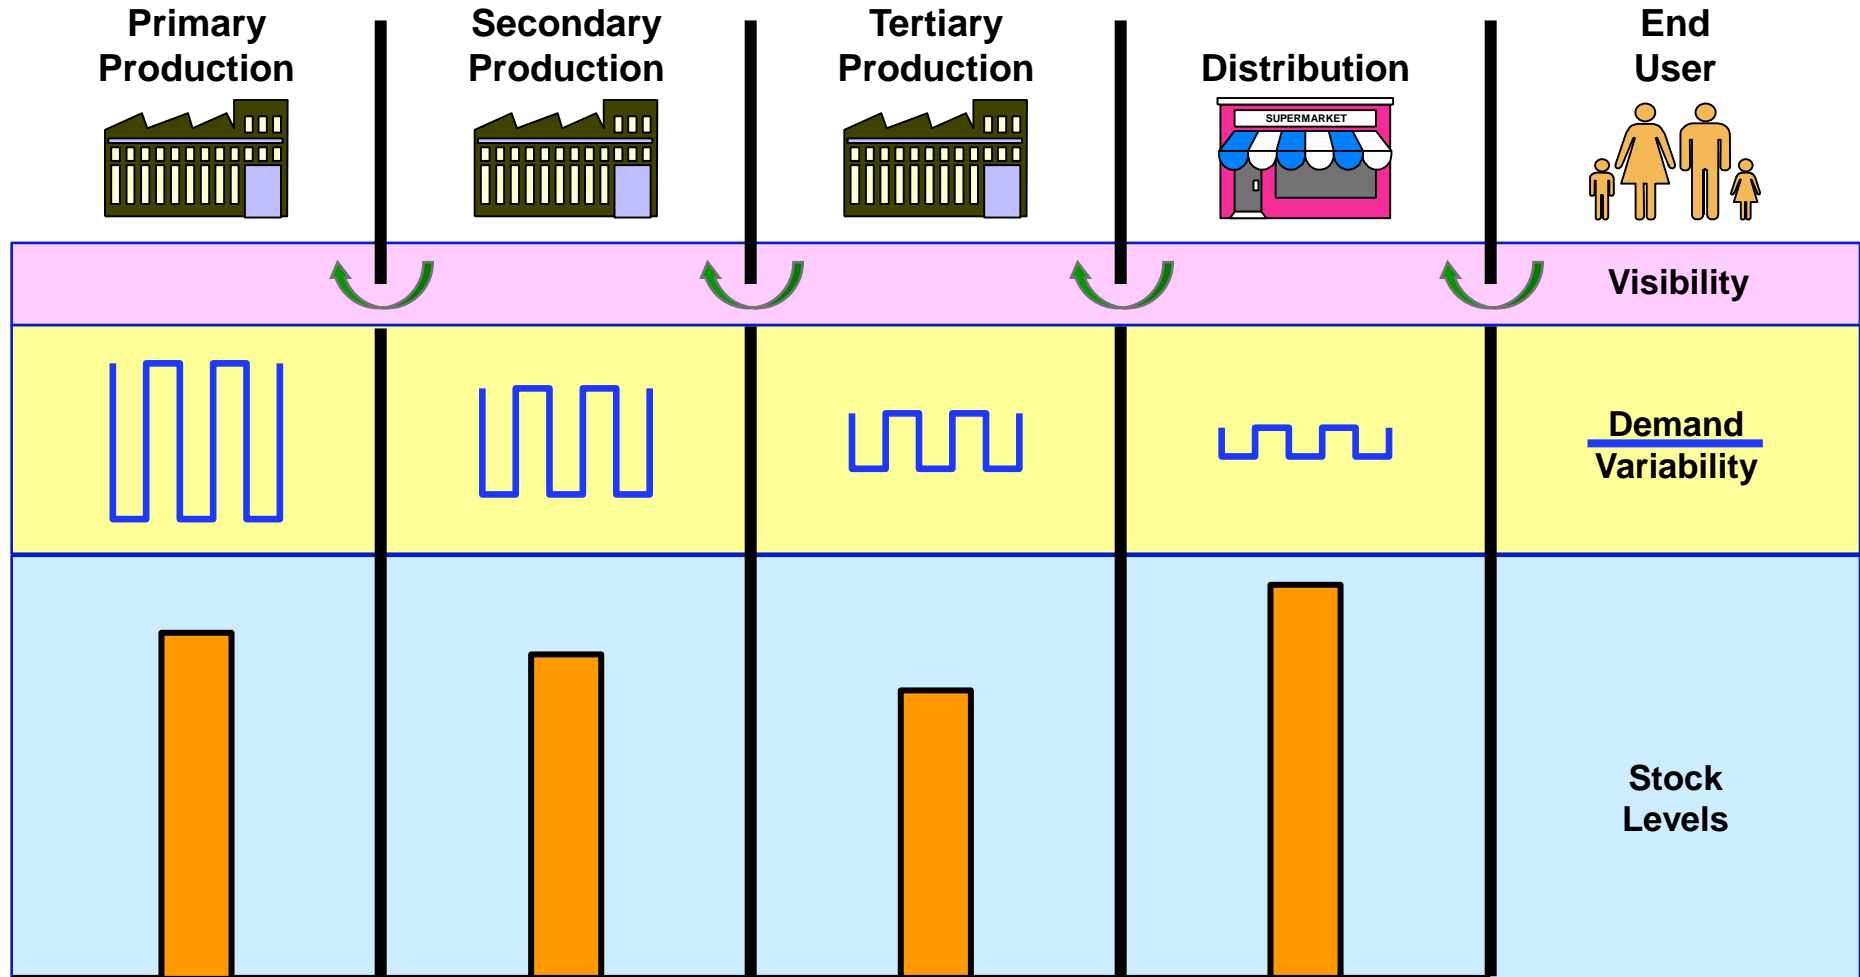 Primary
Production
Secondary
Production
Tertiary
Production
Distribution
End
User
SUPERMARKET
Visibility
Demand
Variability
Stock
Levels